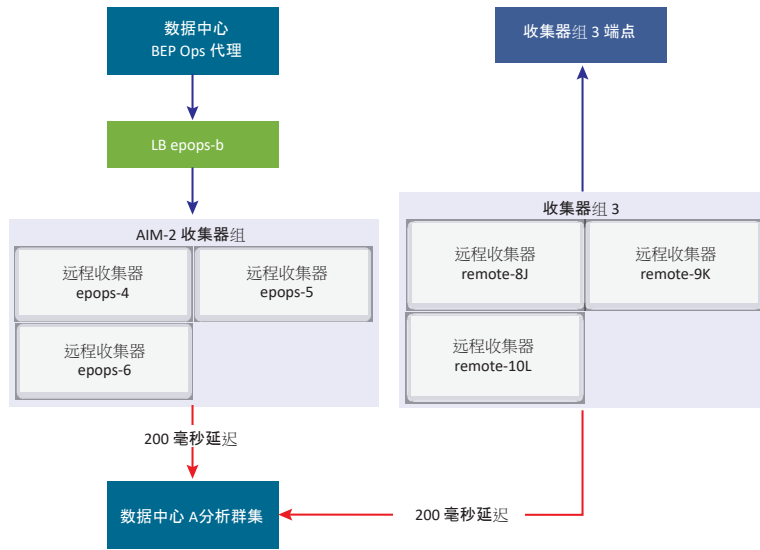 数据中心
BEP Ops 代理
收集器组 3 端点
LB epops-b
AIM-2 收集器组
远程收集器
epops-4
远程收集器
epops-5
远程收集器
epops-6
收集器组 3
远程收集器
remote-8J
远程收集器
remote-9K
远程收集器
remote-10L
200 毫秒延迟
数据中心 A分析群集
200 毫秒延迟